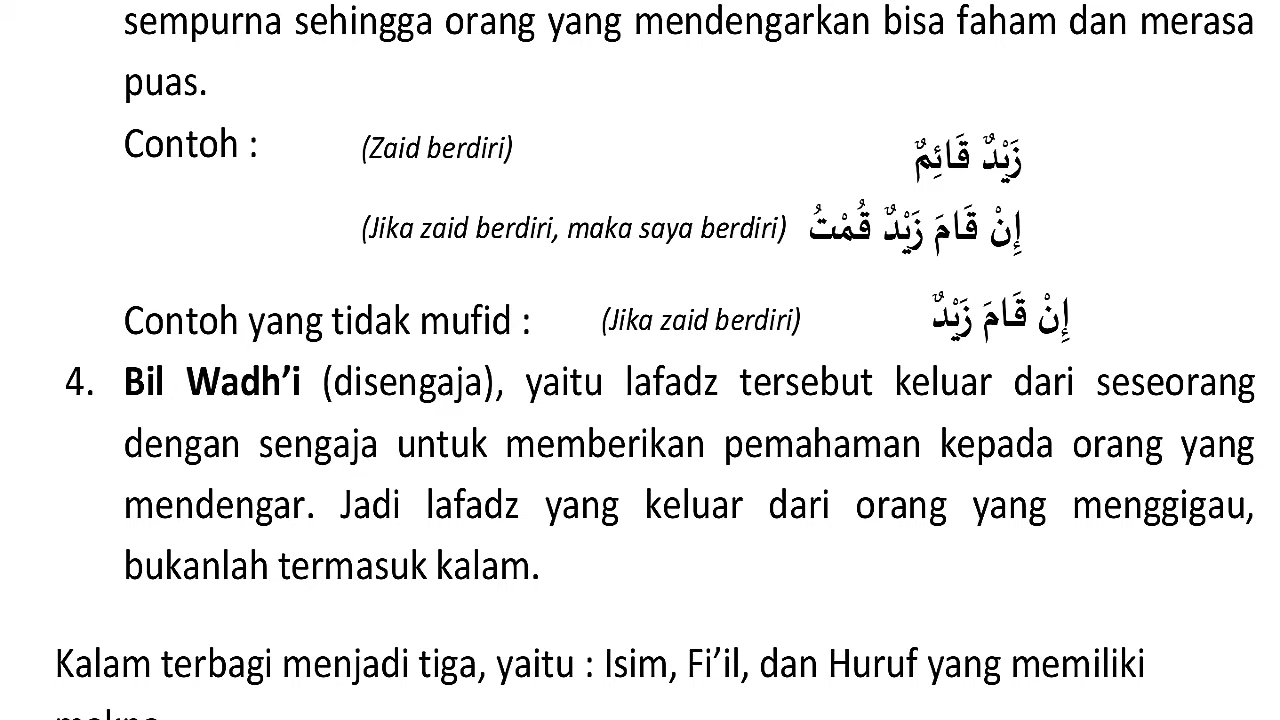 sempurna sehingga orang yang mendengarkan bisa faham dan merasa
puas.
Contoh : (Zaid berdiri) زَيْدٌ قَائِمٌ
(Jika zaid berdiri, maka saya berdiri) إِنْ قَامَ زَيْدٌ قُمْتُ
Contoh yang tidak mufid : (Jika zaid berdiri) إِنْ قَامَ زَيْدٌ
4. Bil Wadh’i (disengaja), yaitu lafadz tersebut keluar dari seseorang
dengan sengaja untuk memberikan pemahaman kepada orang yang
mendengar. Jadi lafadz yang keluar dari orang yang menggigau,
bukanlah termasuk kalam.
Kalam terbagi menjadi tiga, yaitu : Isim, Fi’il, dan Huruf yang memiliki